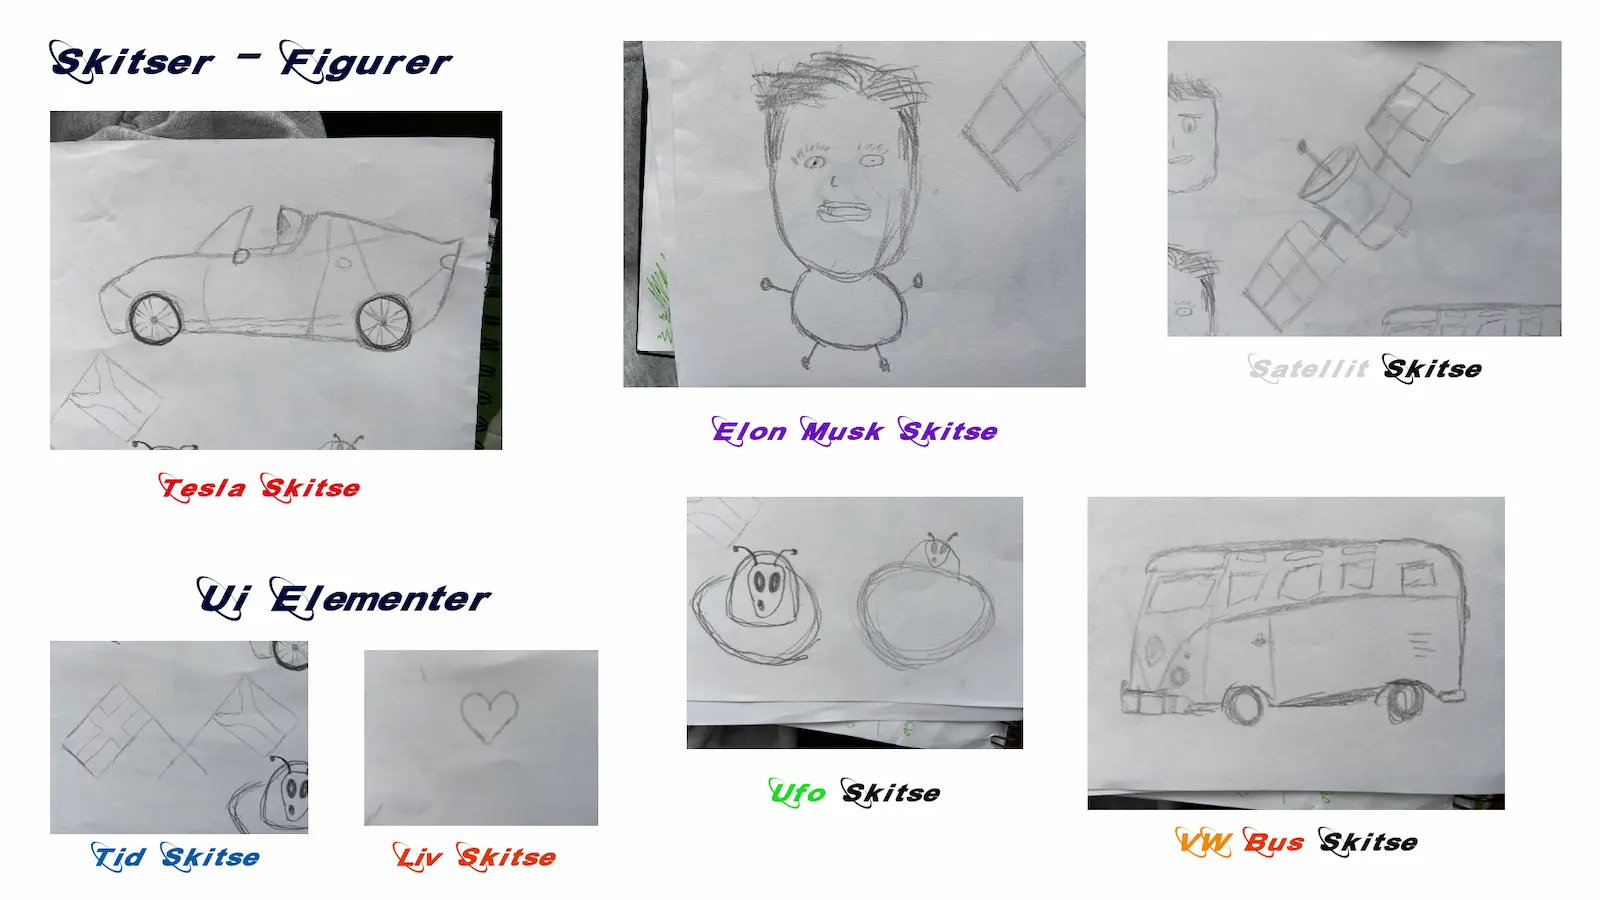 Skitser - Figurer
Tesla Skitse
Elon Musk Skitse
Satellit Skitse
Ui Elementer
Tid Skitse
Liv Skitse
Ufo Skitse
VW Bus Skitse